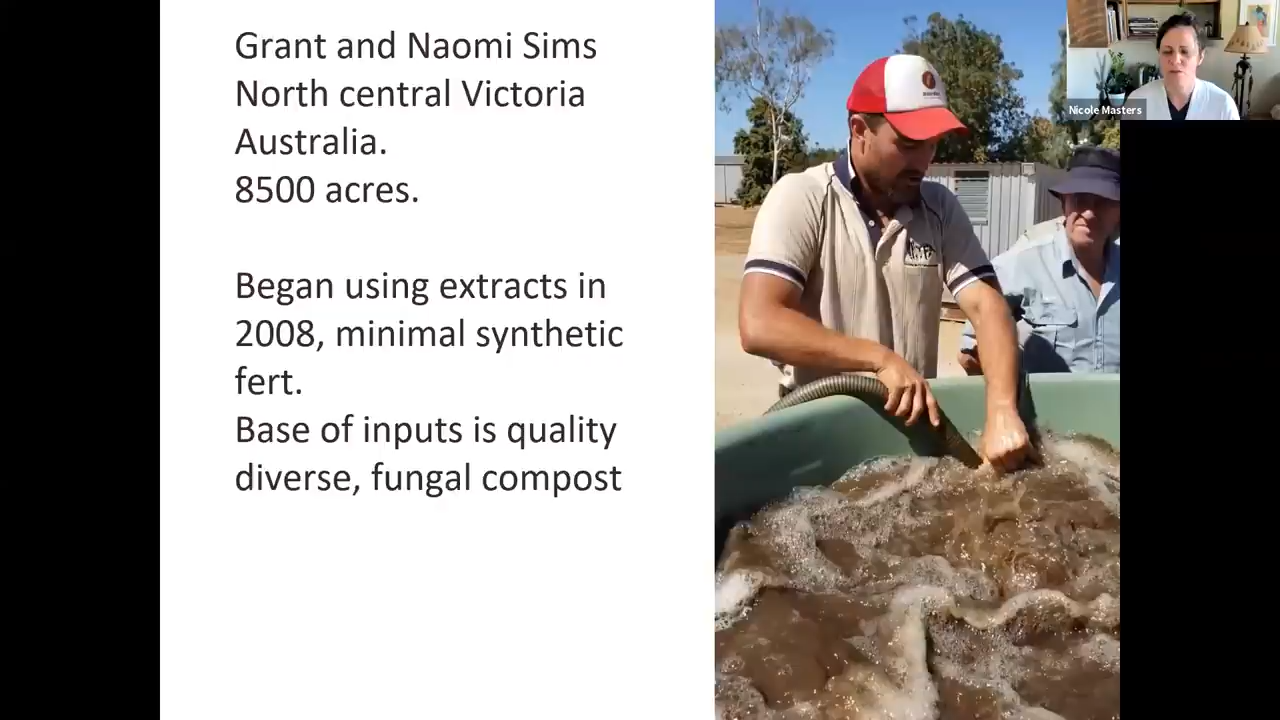 Grant and Naomi Sims
North central Victoria
Australia.
8500 acres.
Began using extracts in
2008, minimal synthetic
fert.
Base of inputs is quality
diverse, fungal compost
Nicole Masters